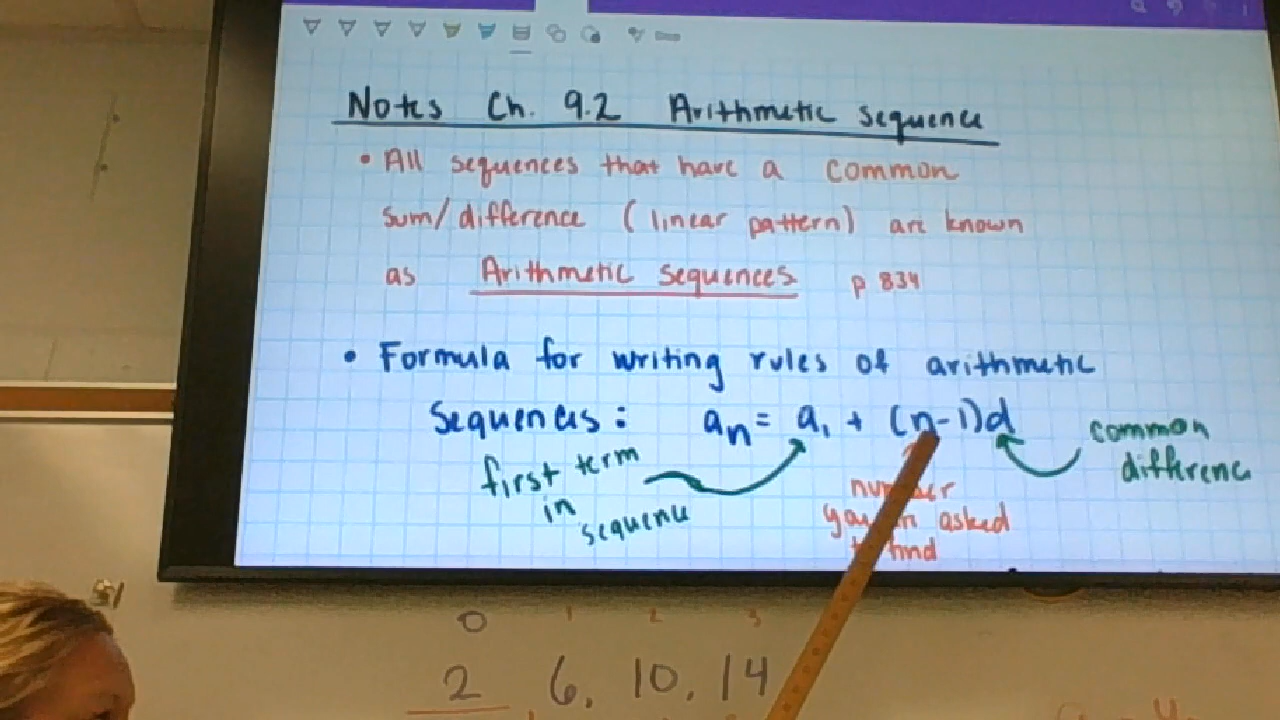 Notes Ch. 9.2 Arithmetic sequence
• All sequences that have a common
sum/difference (linear pattern) are known
as Arithmetic sequences p 834
• Formula for writing rules of arithmetic
sequences: an = a1 + (n-1)d
common
difference
first term
in
sequence
number
asked
find
0 1 2 3
2 6, 10, 14